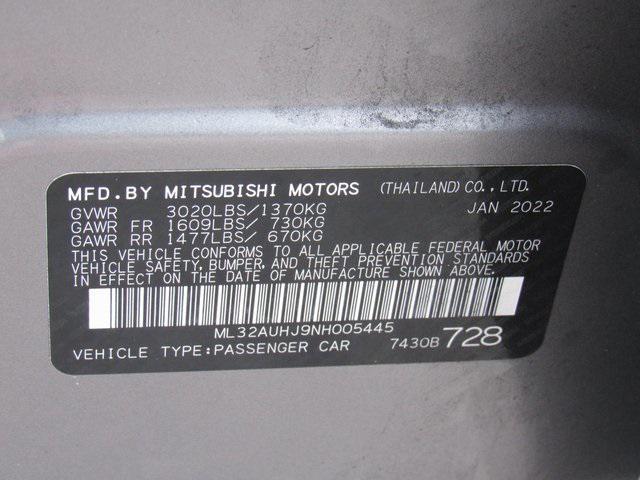 MFD.BY MITSUBISHI MOTORS (THAILAND)CO.,LTD.
GVWR 3020LBS/1370KG JAN 2022
GAWR FR 1609LBS/ 730KG
GAWR RR 1477LBS/ 670KG
THIS VEHICLE CONFORMS TO ALL APPLICABLE FEDERAL MOTOR
VEHICLE SAFETY, BUMPER, AND THEFT PREVENTION STANDARDS
IN EFFECT ON THE DATE OF MANUFACTURE SHOWN ABOVE.
ML32AUHJ9NH005445
VEHICLE TYPE:PASSENGER CAR 7430B 728